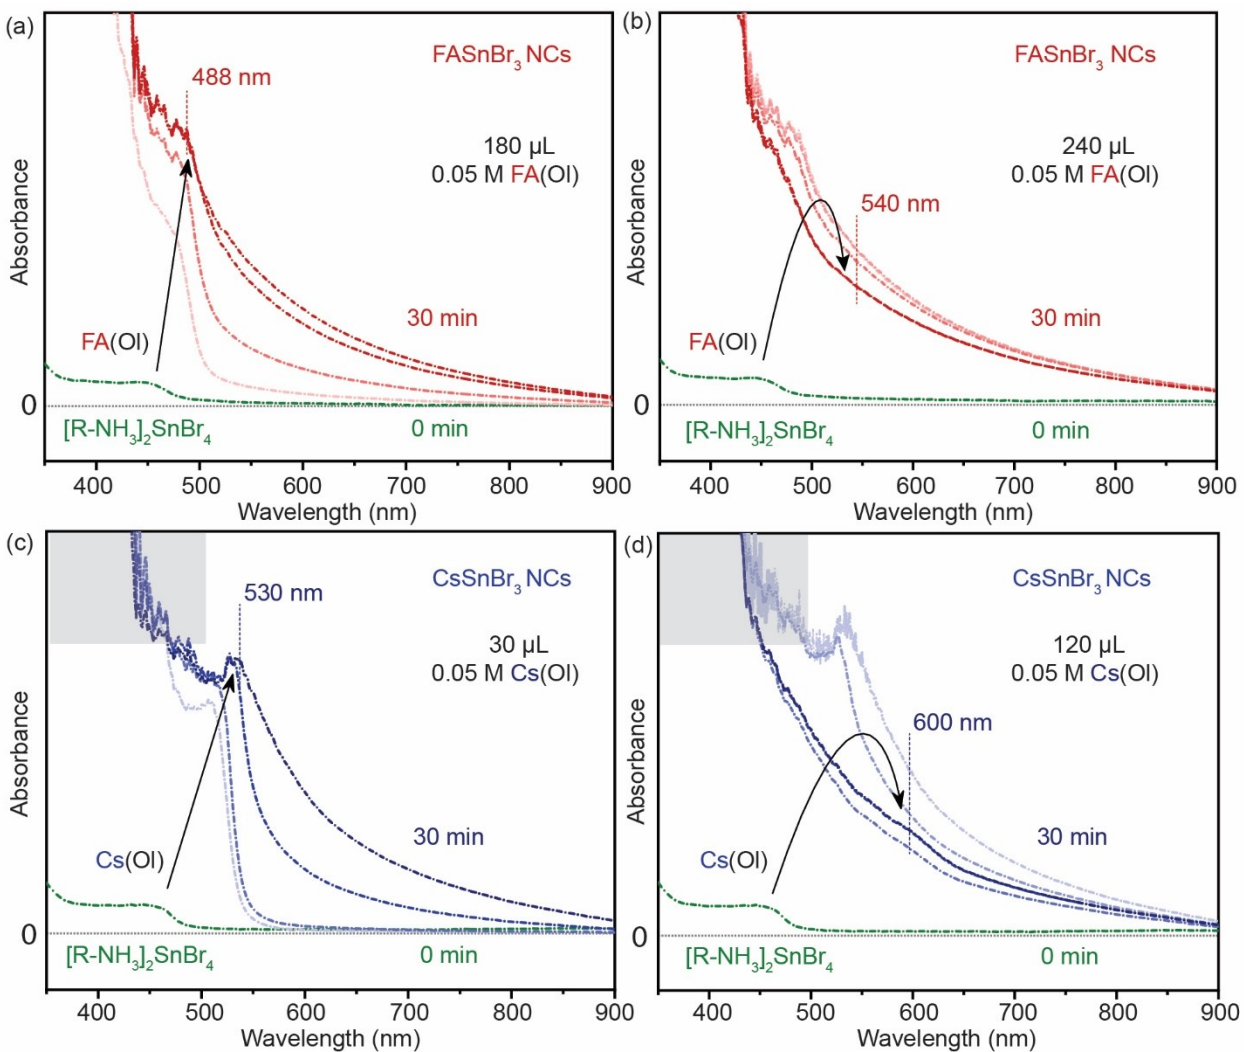 (a)
FASnBr3 NCs
488 nm
180 µL
0.05 M FA(Ol)
Absorbance
30 min
FA(Ol)
0
[R-NH3]2SnBr4
0 min
400 500 600 700 800 900
Wavelength (nm)
(b)
FASnBr3 NCs
240 µL
0.05 M FA(Ol)
540 nm
Absorbance
30 min
FA(Ol)
0
[R-NH3]2SnBr4
0 min
400 500 600 700 800 900
Wavelength (nm)
(c)
CsSnBr3 NCs
530 nm
30 µL
0.05 M Cs(Ol)
Absorbance
30 min
Cs(Ol)
0
[R-NH3]2SnBr4
0 min
400 500 600 700 800 900
Wavelength (nm)
(d)
CsSnBr3 NCs
120 µL
0.05 M Cs(Ol)
600 nm
Absorbance
30 min
Cs(Ol)
0
[R-NH3]2SnBr4
0 min
400 500 600 700 800 900
Wavelength (nm)